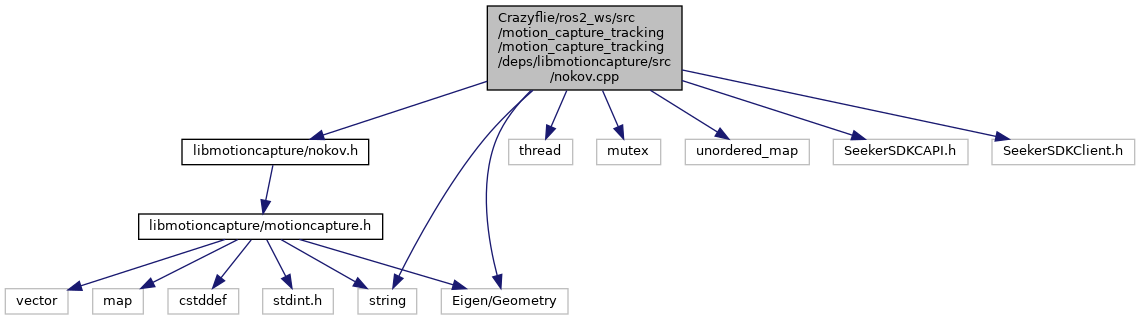 Crazyflie/ros2_ws/src
/motion_capture_tracking
/motion_capture_tracking
/deps/libmotioncapture/src
/nokov.cpp
libmotioncapture/nokov.h
thread
mutex
unordered_map
SeekerSDKCAPI.h
SeekerSDKClient.h
libmotioncapture/motioncapture.h
vector
map
cstddef
stdint.h
string
Eigen/Geometry